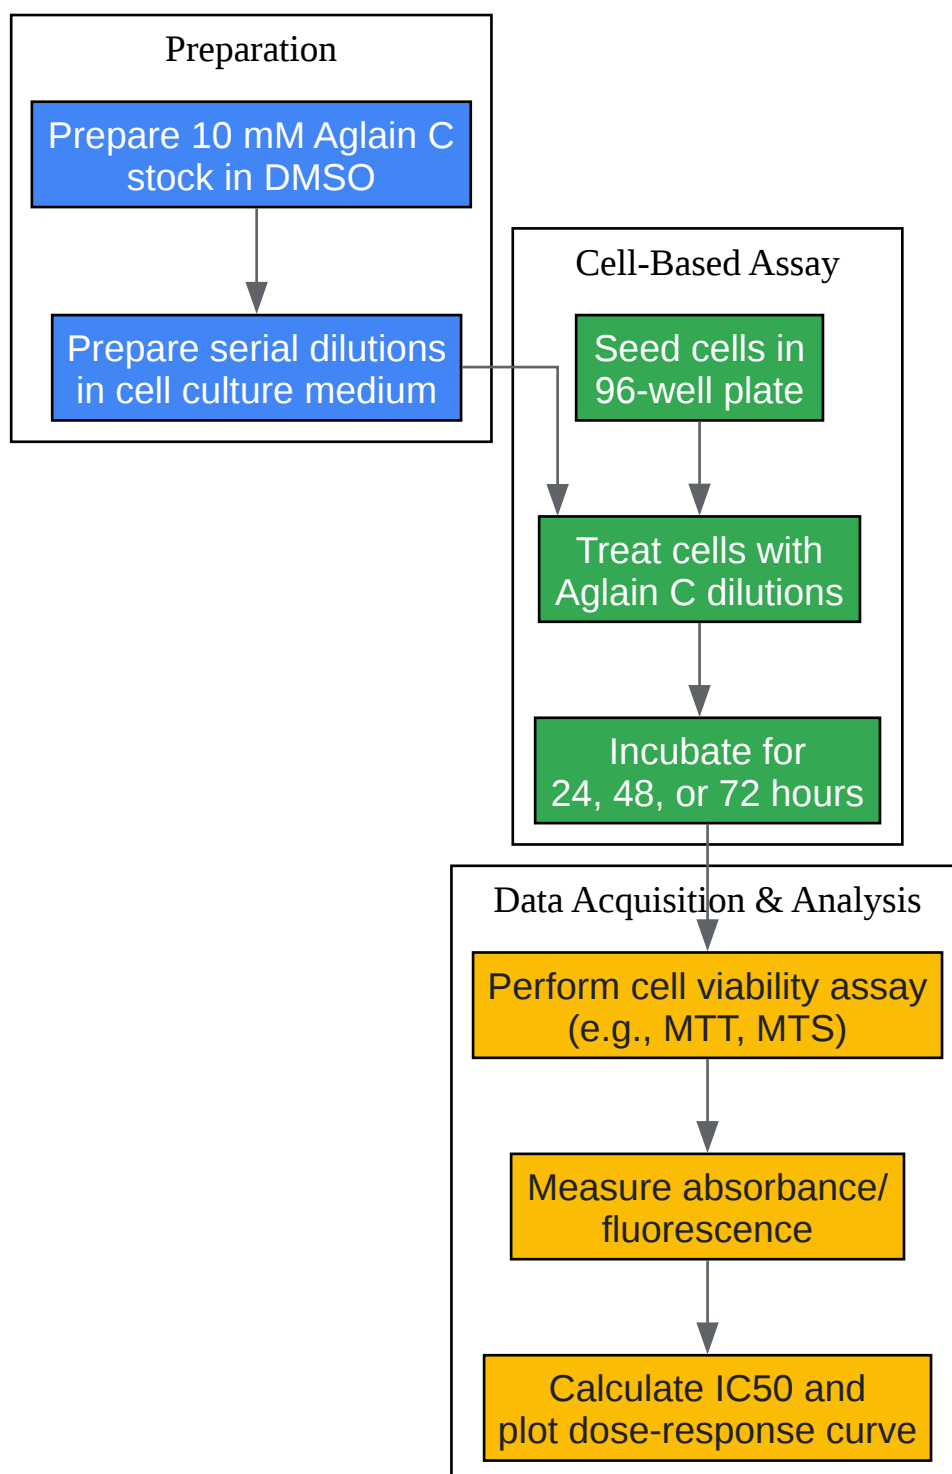 Preparation
Prepare 10 mM Aglain C
stock in DMSO
Prepare serial dilutions
in cell culture medium
Cell-Based Assay
Seed cells in
96-well plate
Treat cells with
Aglain C dilutions
Incubate for
24, 48, or 72 hours
Data Acquisition & Analysis
Perform cell viability assay
(e.g., MTT, MTS)
Measure absorbance/
fluorescence
Calculate IC50 and
plot dose-response curve